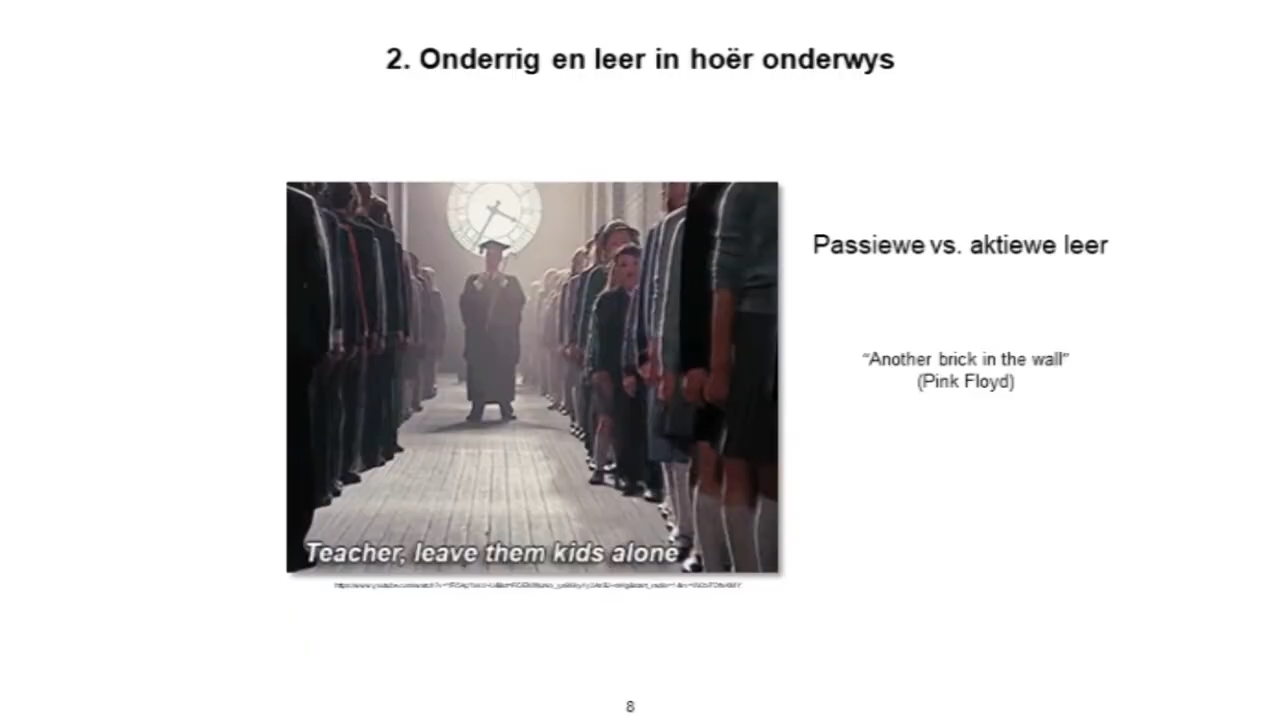 2. Onderrig en leer in hoër onderwys
Passiewe vs. aktiewe leer
“Another brick in the wall”
(Pink Floyd)
Teacher, leave them kids alone
8